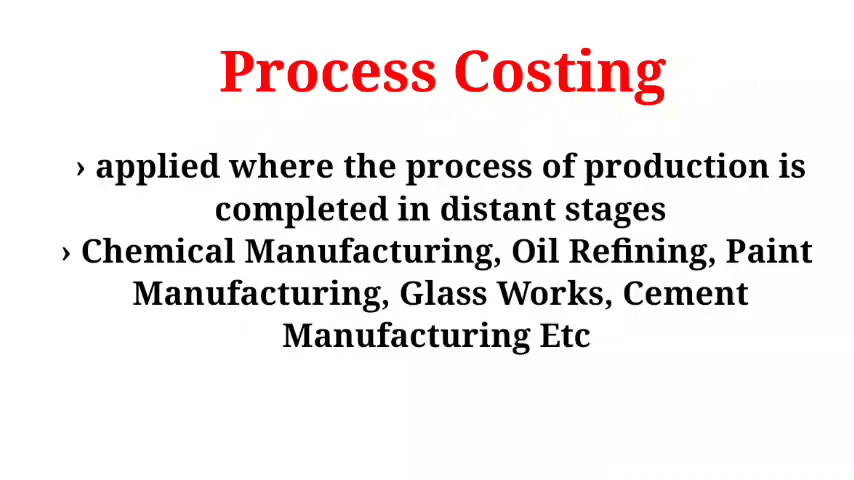 Process Costing
› applied where the process of production is
completed in distant stages
› Chemical Manufacturing, Oil Refining, Paint
Manufacturing, Glass Works, Cement
Manufacturing Etc